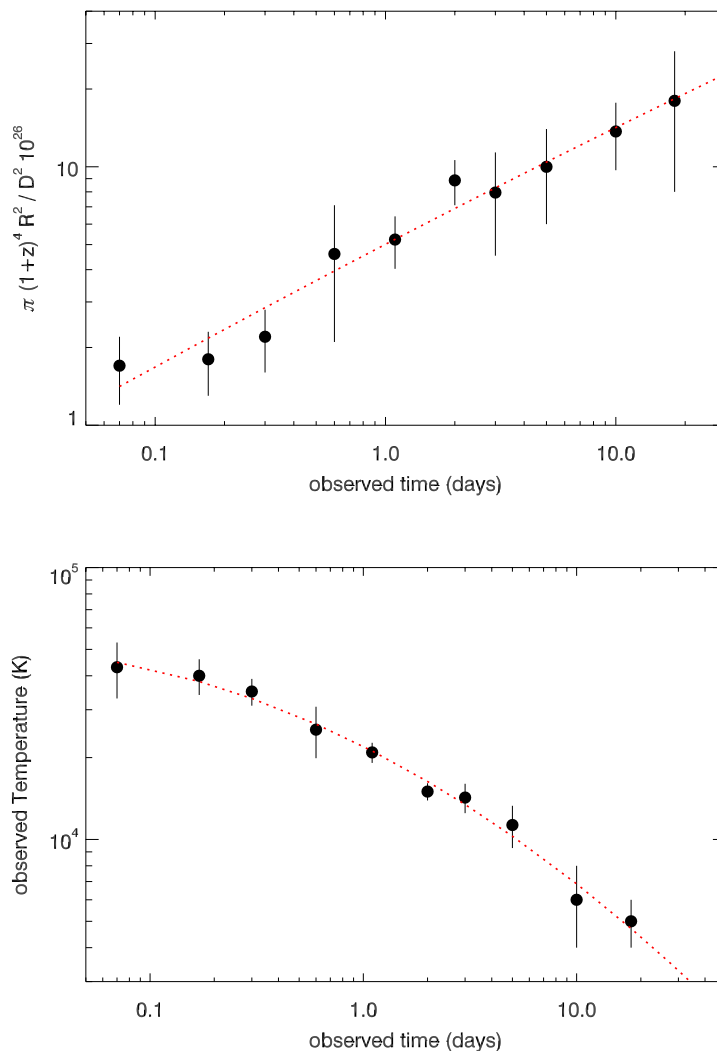 10
1
π (1+z)⁴ R² / D² 10²⁶
0.1 1.0 10.0
observed time (days)
10⁵
10⁴
observed Temperature (K)
0.1 1.0 10.0
observed time (days)